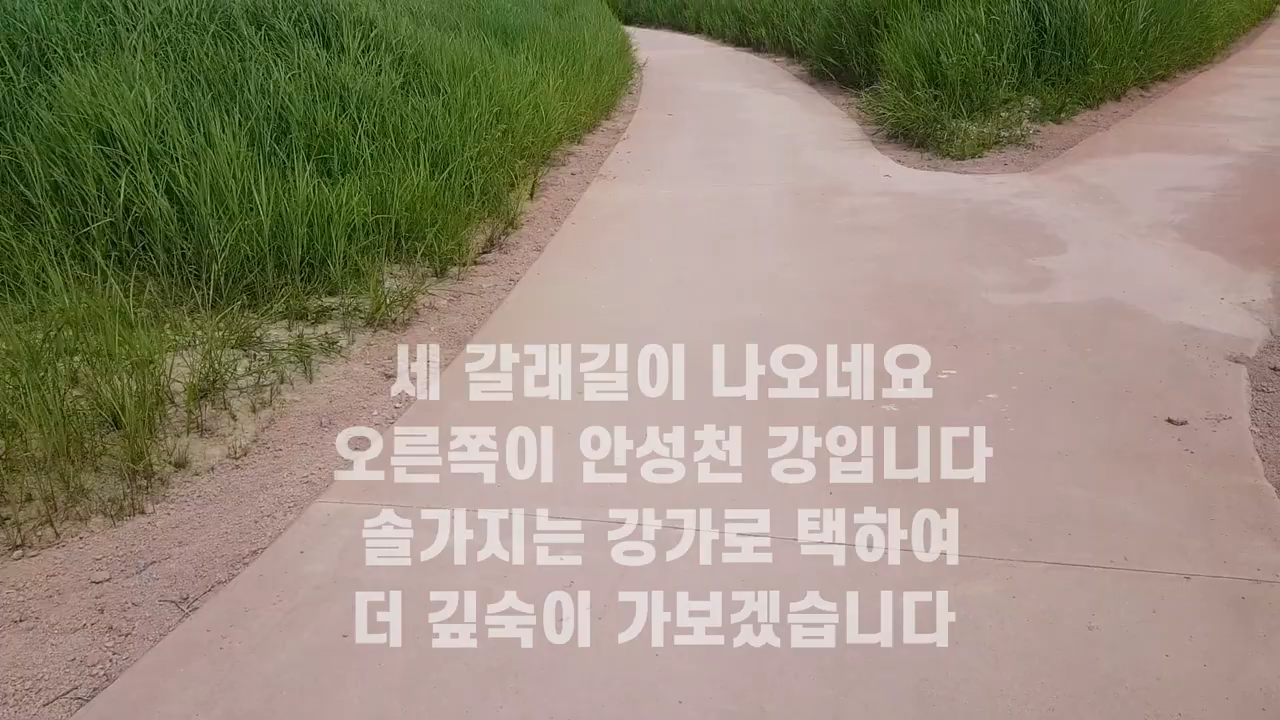 세 갈래길이 나오네요
오른쪽이 안성천 강입니다
솔가지는 강가로 택하여
더 깊숙이 가보겠습니다